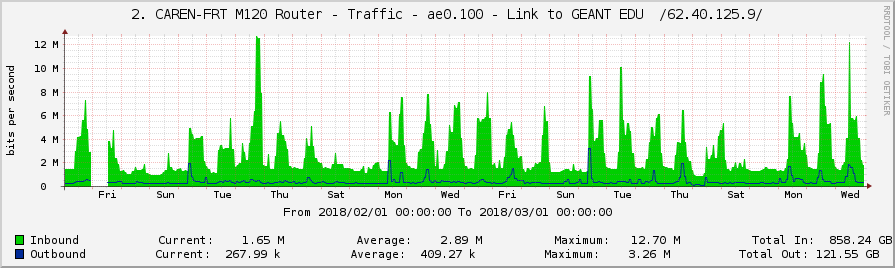 2. CAREN-FRT M120 Router - Traffic - ae0.100 - Link to GEANT EDU /62.40.125.9/
RRDTOOL / TOBI OETIKER
bits per second
12 M
10 M
8 M
6 M
4 M
2 M
0
Fri Sun Tue Thu Sat Mon Wed Fri Sun Tue Thu Sat Mon Wed
From 2018/02/01 00:00:00 To 2018/03/01 00:00:00
Inbound Current: 1.65 M Average: 2.89 M Maximum: 12.70 M Total In: 858.24 GB
Outbound Current: 267.99 k Average: 409.27 k Maximum: 3.26 M Total Out: 121.55 GB